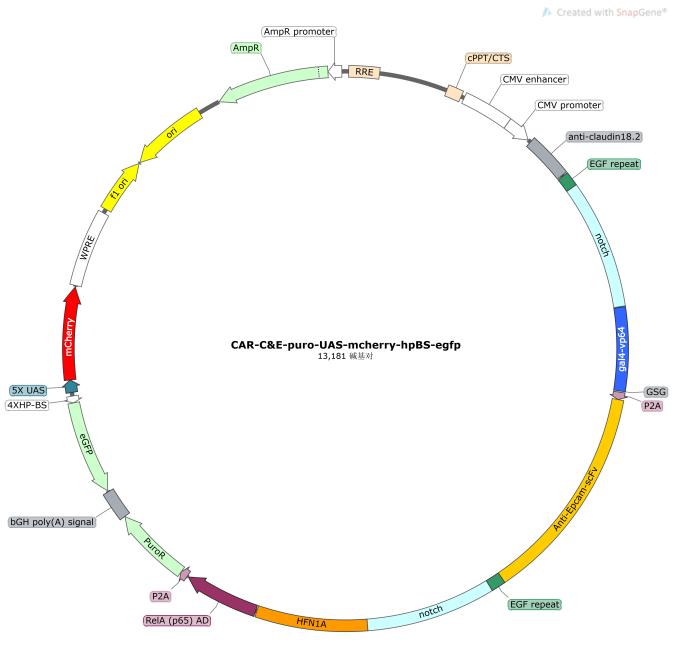 Created with SnapGene®
AmpR promoter
AmpR
RRE
cPPT/CTS
CMV enhancer
CMV promoter
anti-claudin18.2
EGF repeat
ori
f1 ori
notch
WPRE
CAR-C&E-puro-UAS-mcherry-hpBS-egfp
13,181 碱基对
mCherry
gal4-vp64
5X UAS
GSG
4XHP-BS
P2A
eGFP
Anti-Epcam-scFv
bGH poly(A) signal
PuroR
P2A
EGF repeat
RelA (p65) AD
HFN1A
notch